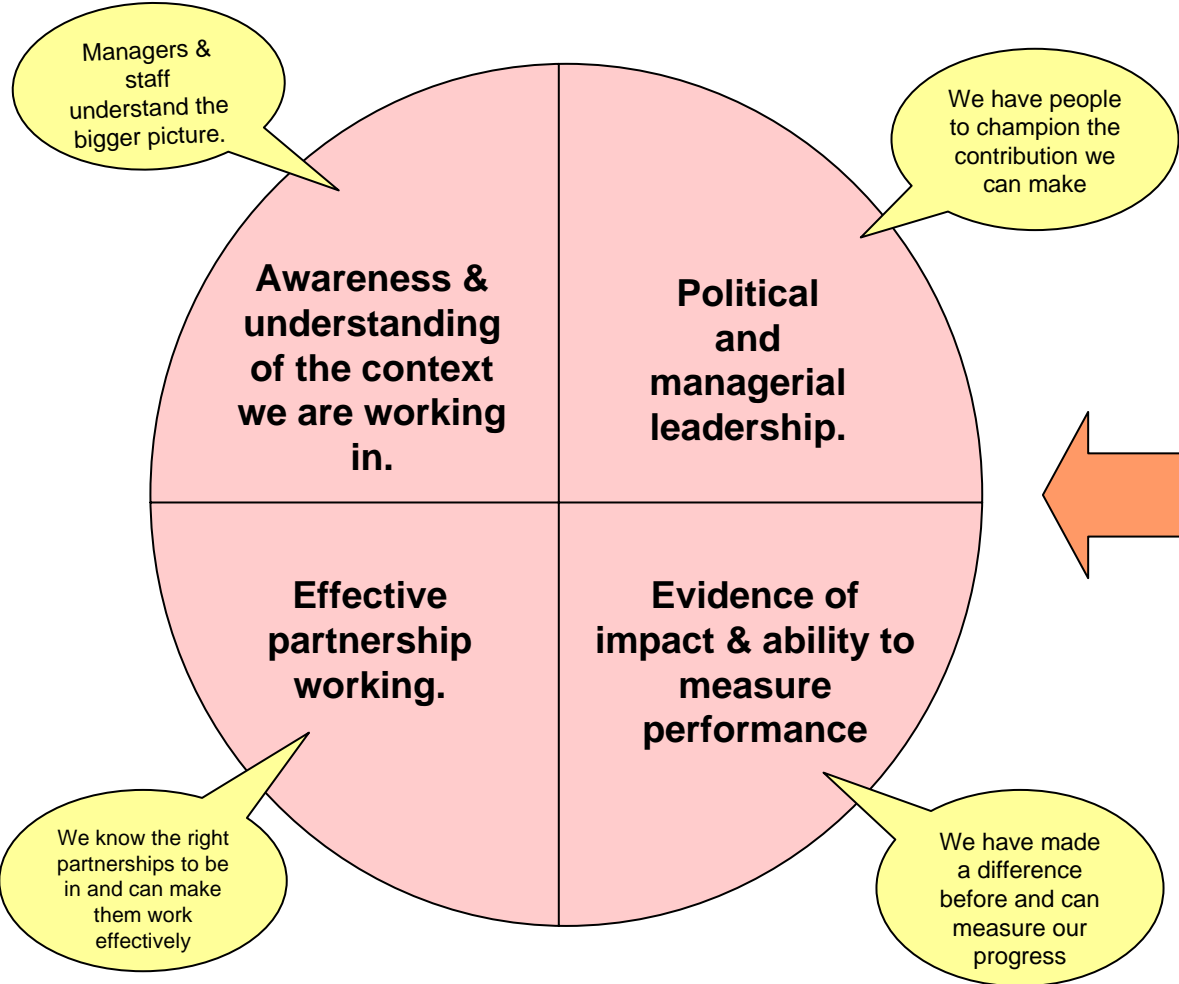 Managers &
staff
understand the
bigger picture.
We have people
to champion the
contribution we
can make
Awareness &
understanding
of the context
we are working
in.
Political
and
managerial
leadership.
Effective
partnership
working.
Evidence of
impact & ability to
measure
performance
We know the right
partnerships to be
in and can make
them work
effectively
We have made
a difference
before and can
measure our
progress